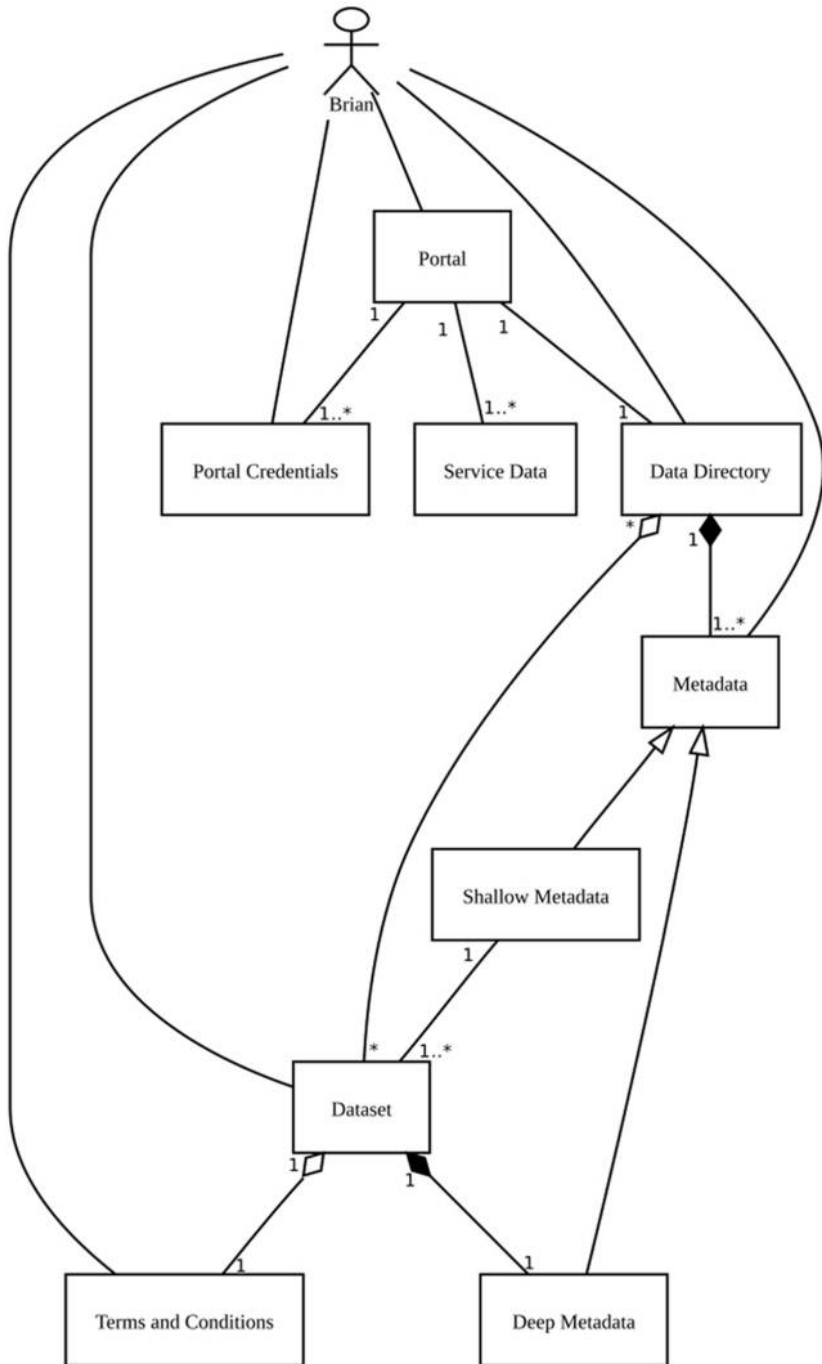 Brian
Portal
1
1
1
1..*
1..*
1
Portal Credentials
Service Data
Data Directory
*
1
1..*
Metadata
Shallow Metadata
1
*
1..*
Dataset
1
1
1
1
Terms and Conditions
Deep Metadata